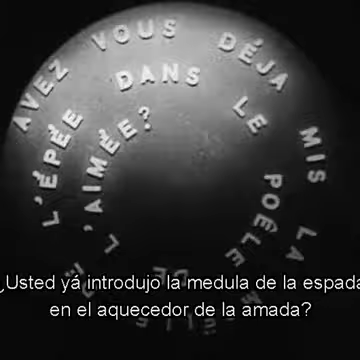 AVEZ VOUS DÉJA MIS LA
L'ÉPÉE DANS LE POÊLE
L'AIMÉE?
¿Usted yá introdujo la medula de la espada
en el aquecedor de la amada?